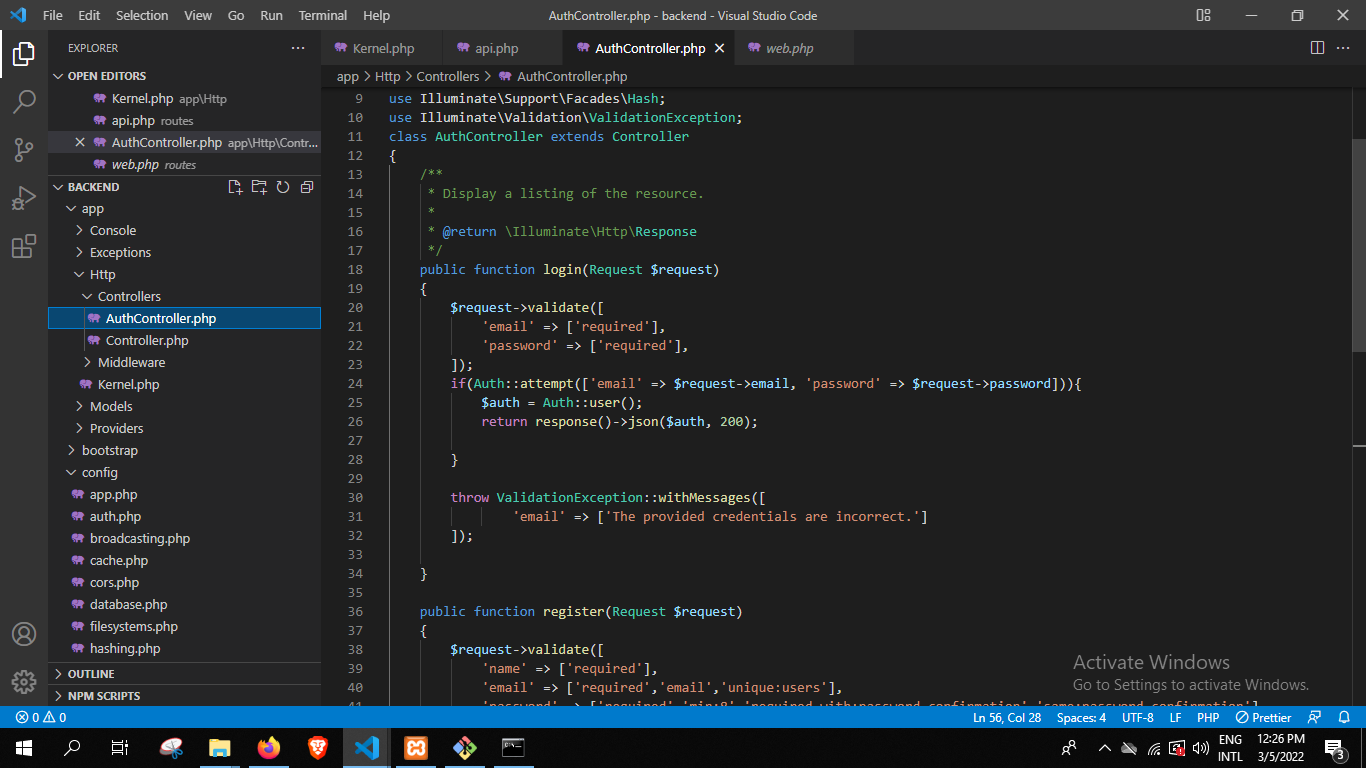 File Edit Selection View Go Run Terminal Help AuthController.php - backend - Visual Studio Code
EXPLORER
OPEN EDITORS
Kernel.php app\Http
api.php routes
AuthController.php app\Http\Contr...
web.php routes
BACKEND
app
Console
Exceptions
Http
Controllers
AuthController.php
Controller.php
Middleware
Kernel.php
Models
Providers
bootstrap
config
app.php
auth.php
broadcasting.php
cache.php
cors.php
database.php
filesystems.php
hashing.php
OUTLINE
NPM SCRIPTS
Kernel.php api.php AuthController.php web.php
app > Http > Controllers > AuthController.php
9 use Illuminate\Support\Facades\Hash;
10 use Illuminate\Validation\ValidationException;
11 class AuthController extends Controller
12 {
13 /**
14 * Display a listing of the resource.
15 *
16 * @return \Illuminate\Http\Response
17 */
18 public function login(Request $request)
19 {
20 $request->validate([
21 'email' => ['required'],
22 'password' => ['required'],
23 ]);
24 if(Auth::attempt(['email' => $request->email, 'password' => $request->password])){
25 $auth = Auth::user();
26 return response()->json($auth, 200);
27
28 }
29
30 throw ValidationException::withMessages([
31 'email' => ['The provided credentials are incorrect.']
32 ]);
33
34 }
35
36 public function register(Request $request)
37 {
38 $request->validate([
39 'name' => ['required'],
40 'email' => ['required','email','unique:users'],
41 'password' => ['required','min:8','required_with:password_confirmation','same:password_confirmation'],
Activate Windows
Go to Settings to activate Windows.
0 0 Ln 56, Col 28 Spaces: 4 UTF-8 LF PHP Prettier
ENG
INTL
12:26 PM
3/5/2022
3